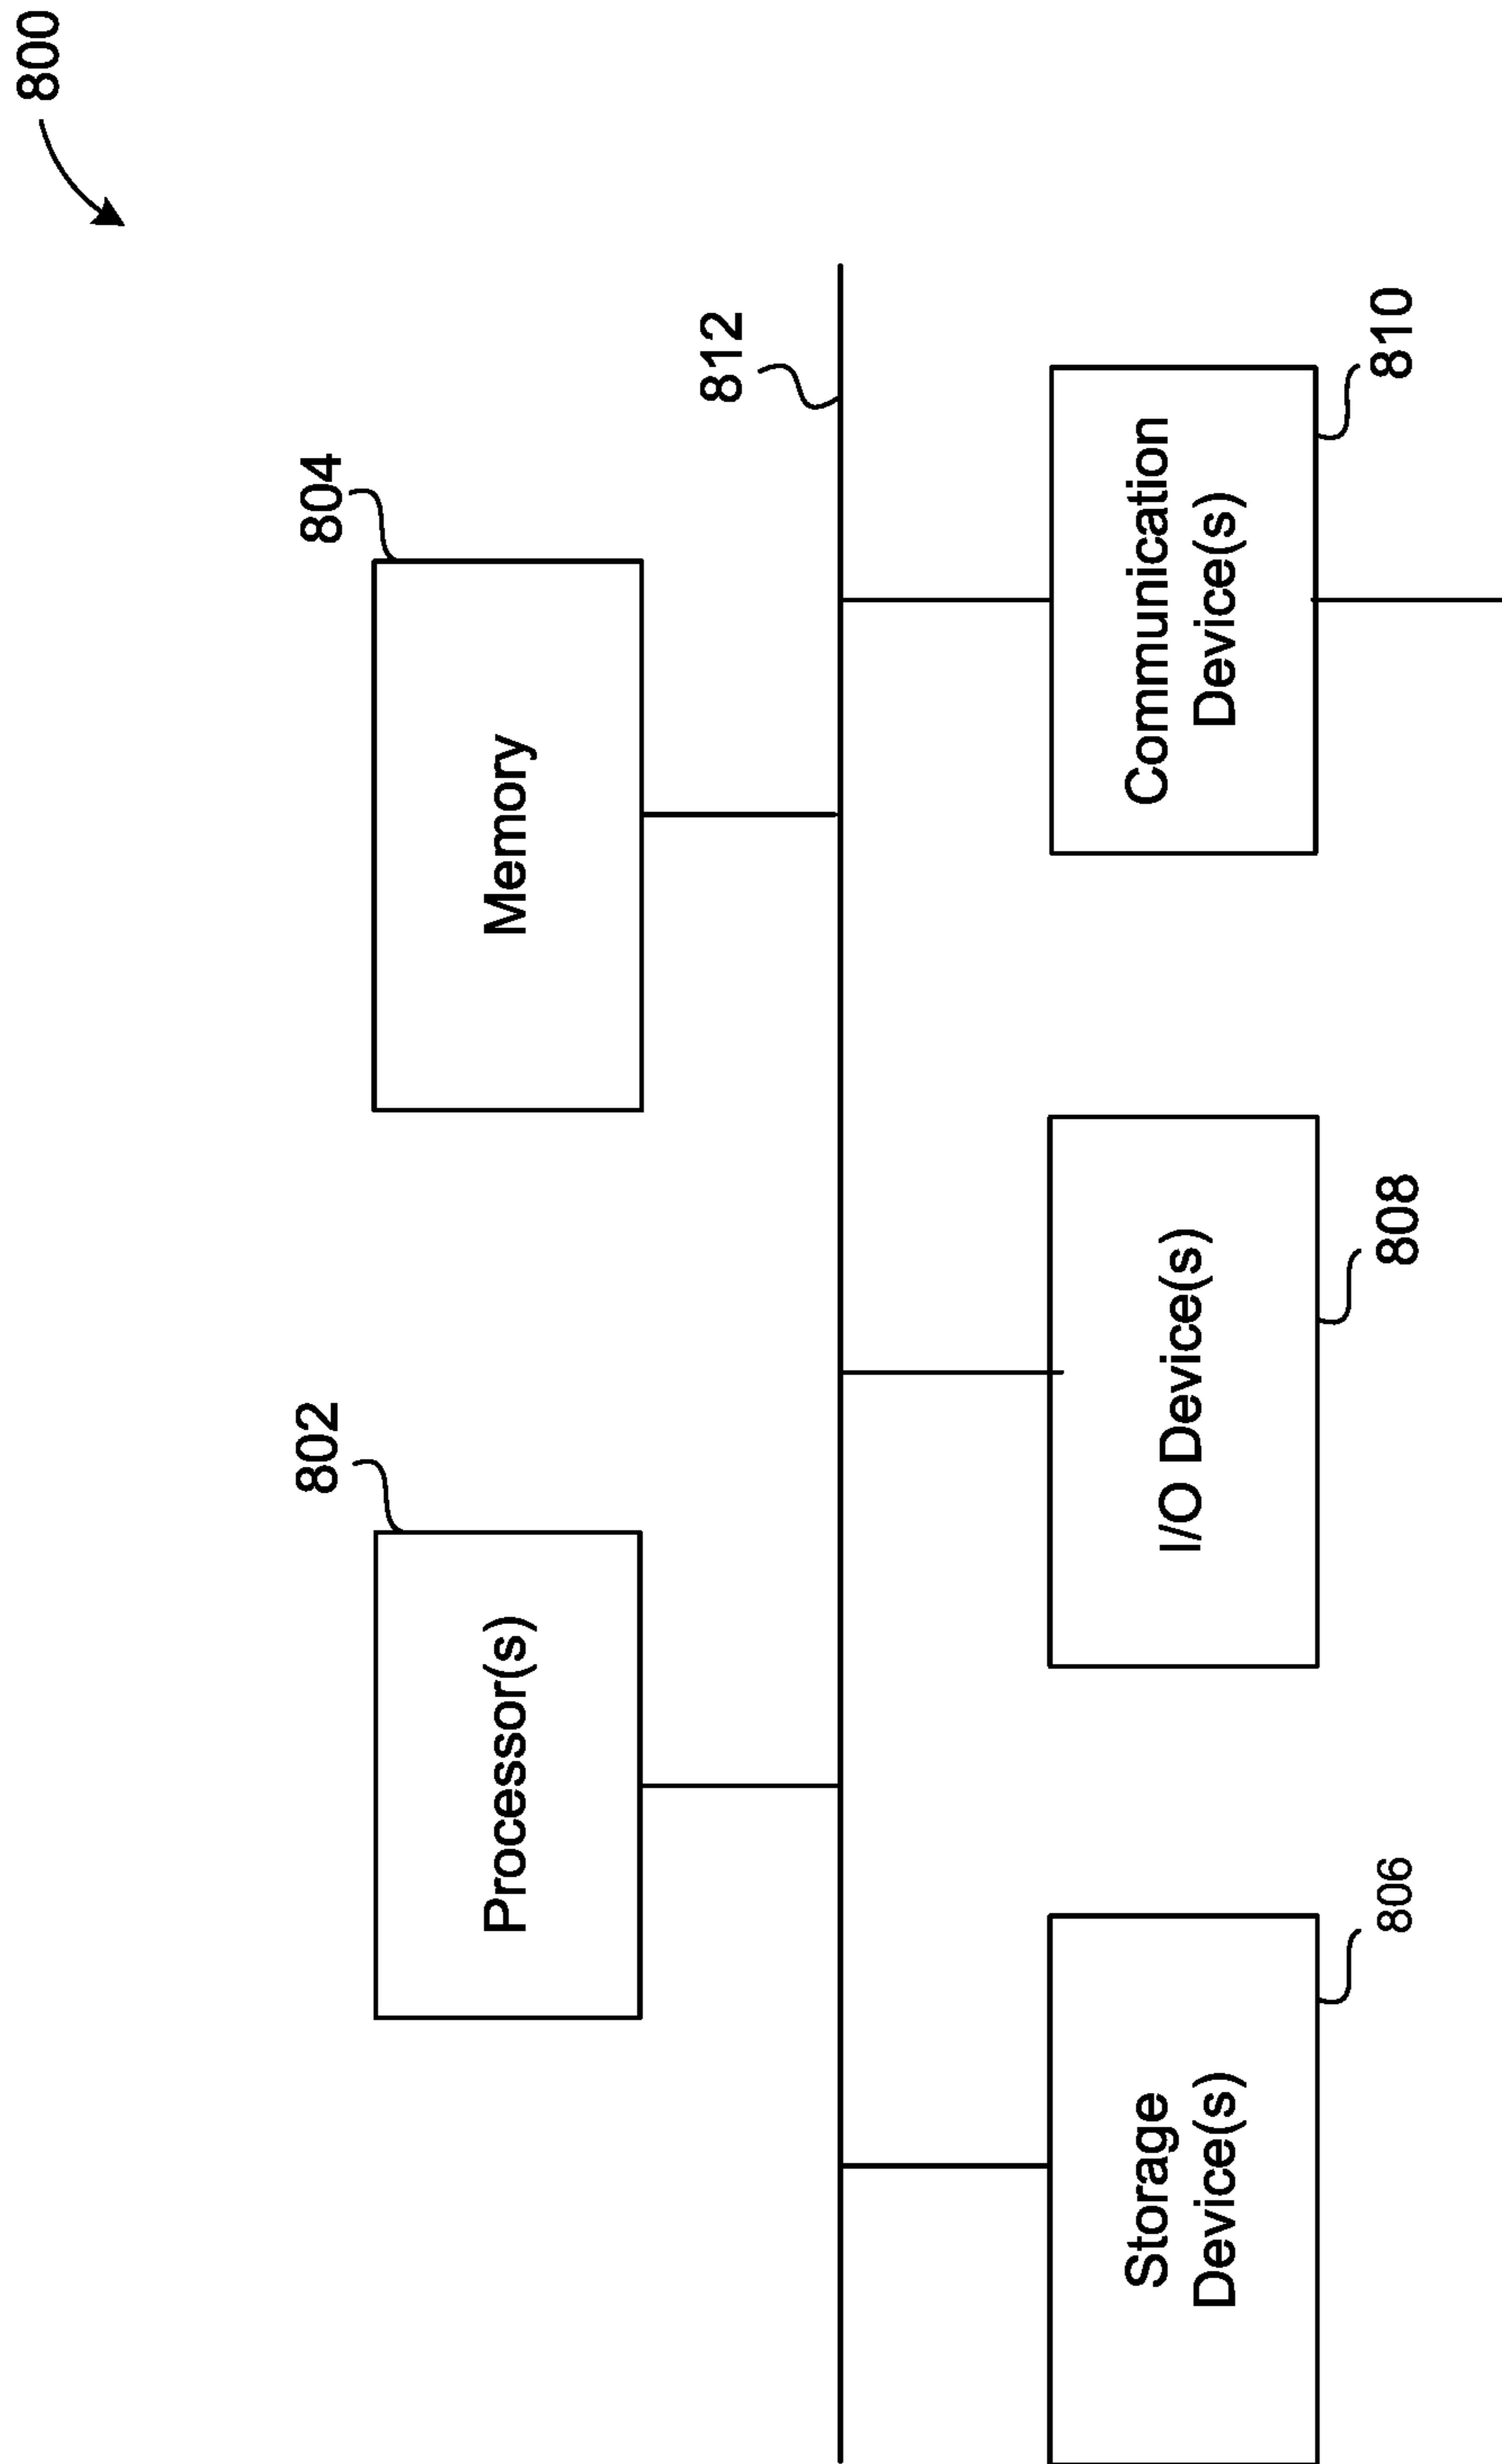 800
802
Processor(s)
804
Memory
812
Storage
Device(s)
806
I/O Device(s)
808
Communication
Device(s)
810